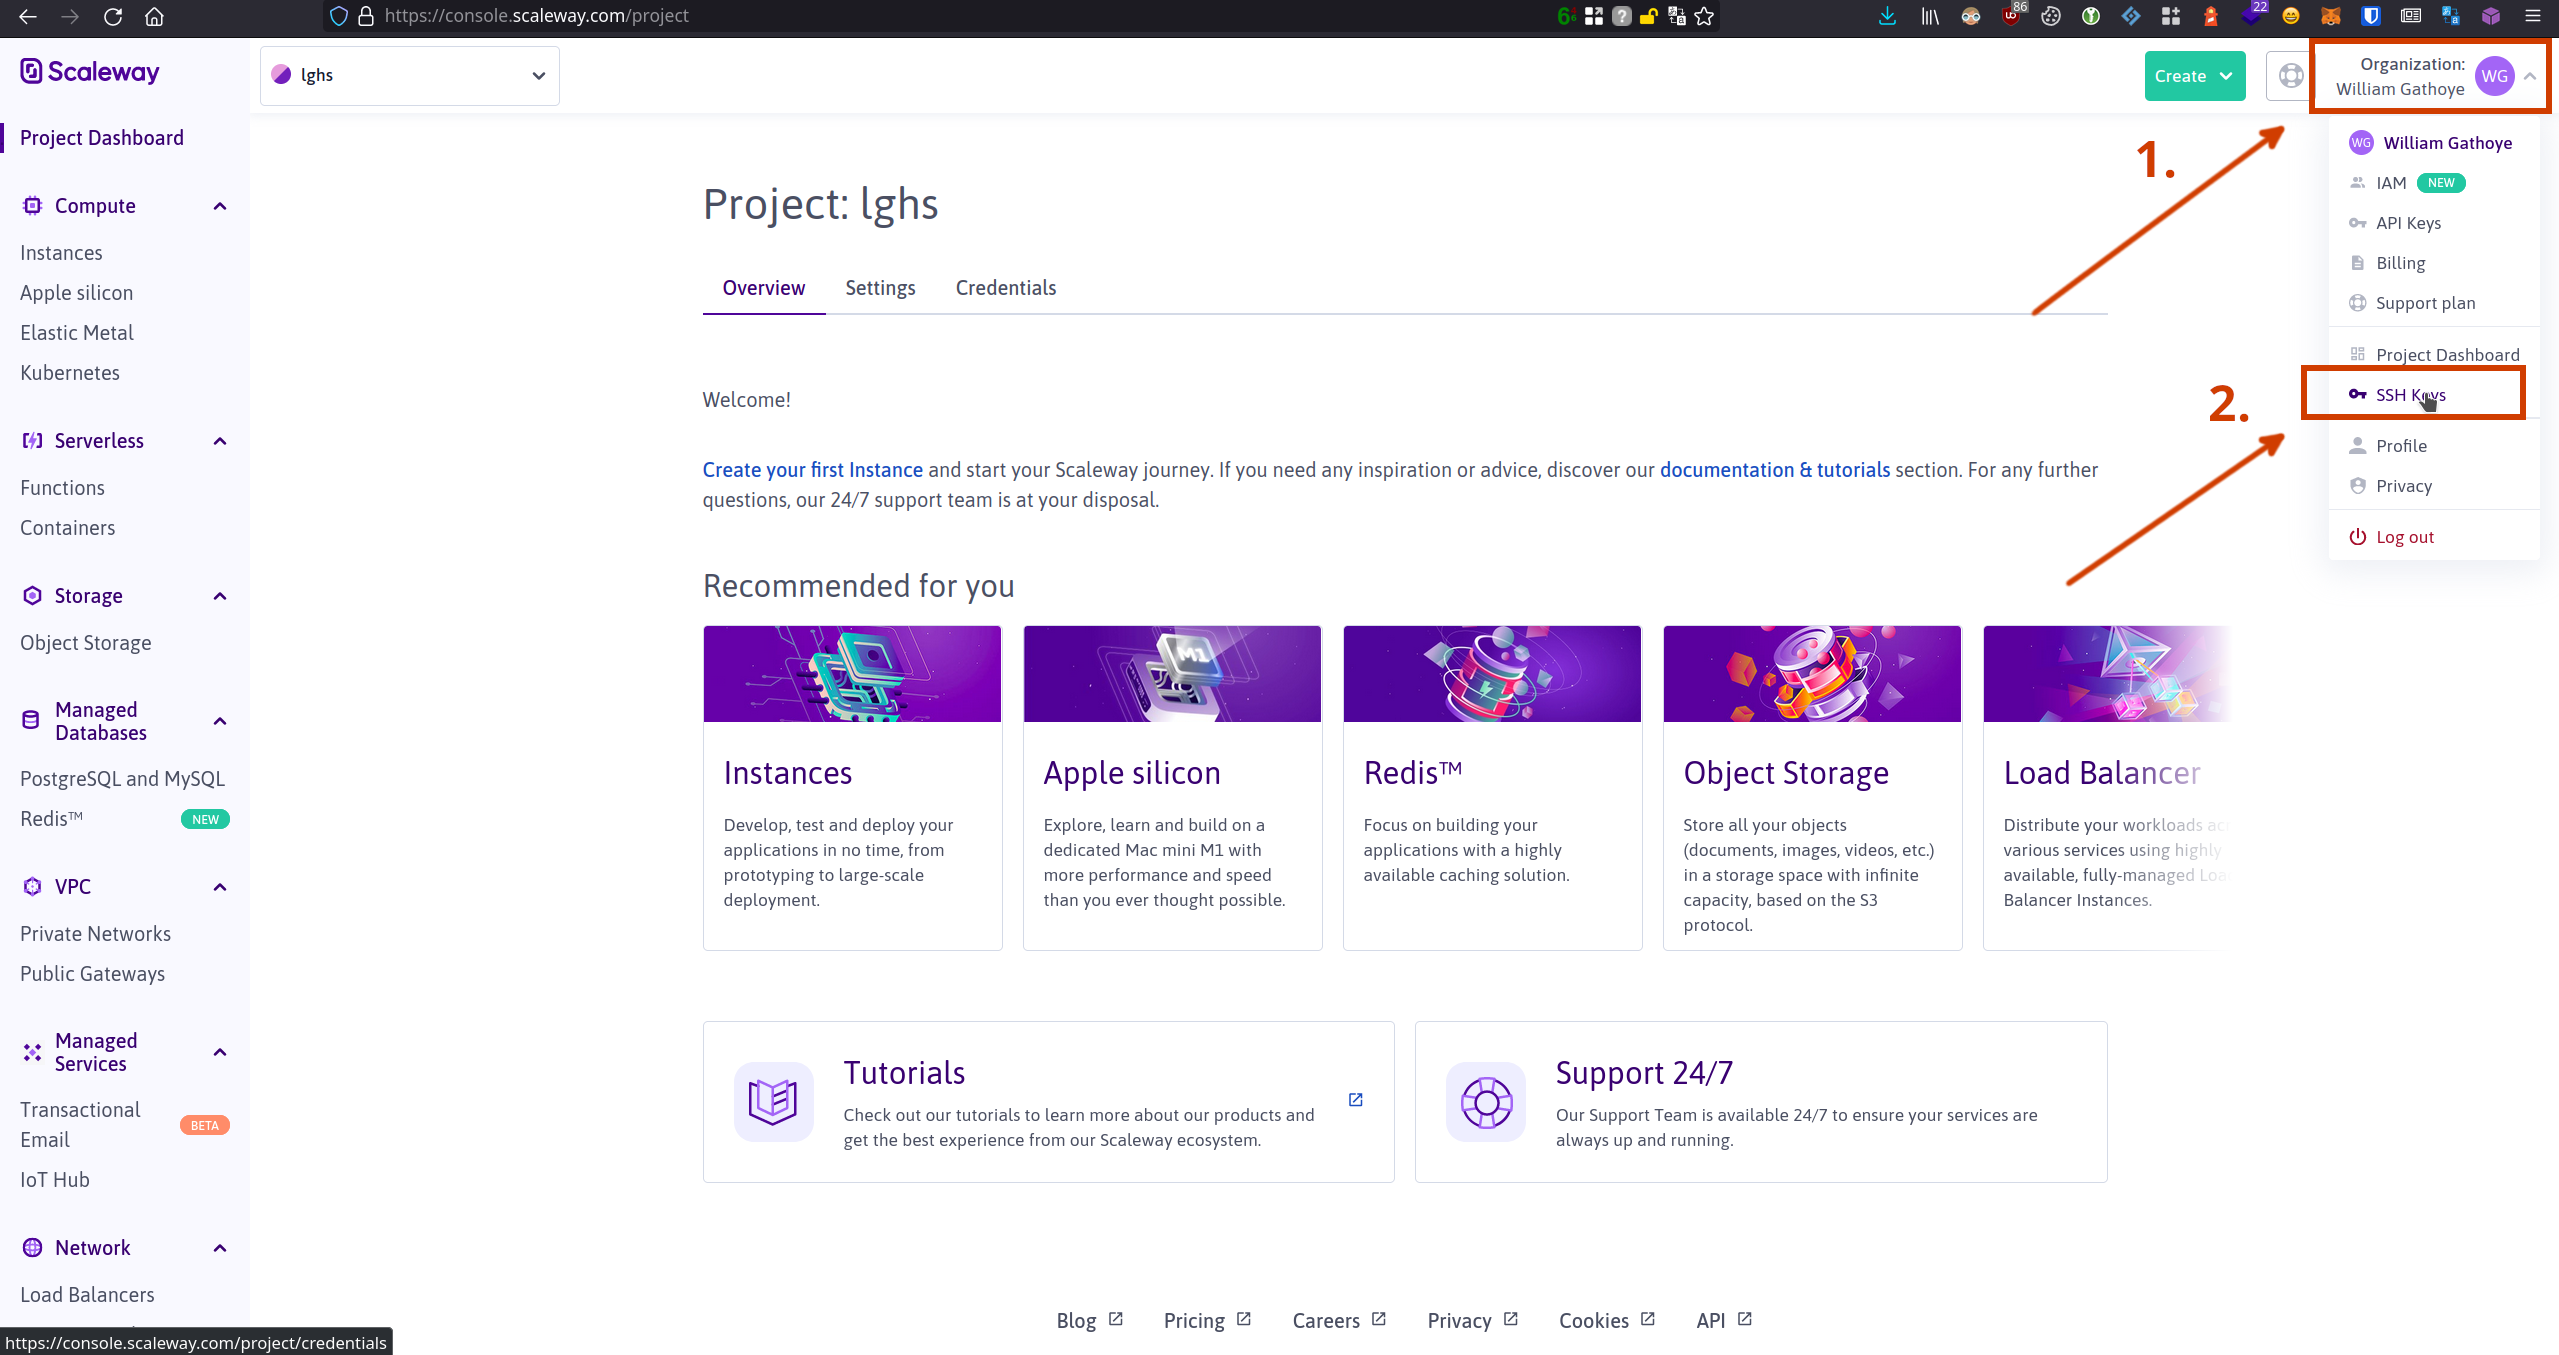 https://console.scaleway.com/project
86
22
Scaleway
lghs
Create
Organization:
William Gathoye
WG
Project Dashboard
Compute
Instances
Apple silicon
Elastic Metal
Kubernetes
Serverless
Functions
Containers
Storage
Object Storage
Managed
Databases
PostgreSQL and MySQL
Redis™ NEW
VPC
Private Networks
Public Gateways
Managed
Services
Transactional
Email
BETA
IoT Hub
Network
Load Balancers
https://console.scaleway.com/project/credentials
1.
2.
WG William Gathoye
IAM NEW
API Keys
Billing
Support plan
Project Dashboard
SSH Keys
Profile
Privacy
Log out
Project: lghs
Overview Settings Credentials
Welcome!
Create your first Instance and start your Scaleway journey. If you need any inspiration or advice, discover our documentation & tutorials section. For any further
questions, our 24/7 support team is at your disposal.
Recommended for you
Instances
Develop, test and deploy your
applications in no time, from
prototyping to large-scale
deployment.
M1
Apple silicon
Explore, learn and build on a
dedicated Mac mini M1 with
more performance and speed
than you ever thought possible.
Redis™
Focus on building your
applications with a highly
available caching solution.
Object Storage
Store all your objects
(documents, images, videos, etc.)
in a storage space with infinite
capacity, based on the S3
protocol.
Load Balancer
Distribute your workloads
various services using highly
available, fully-managed
Balancer Instances.
Tutorials
Check out our tutorials to learn more about our products and
get the best experience from our Scaleway ecosystem.
Support 24/7
Our Support Team is available 24/7 to ensure your services are
always up and running.
Blog Pricing Careers Privacy Cookies API